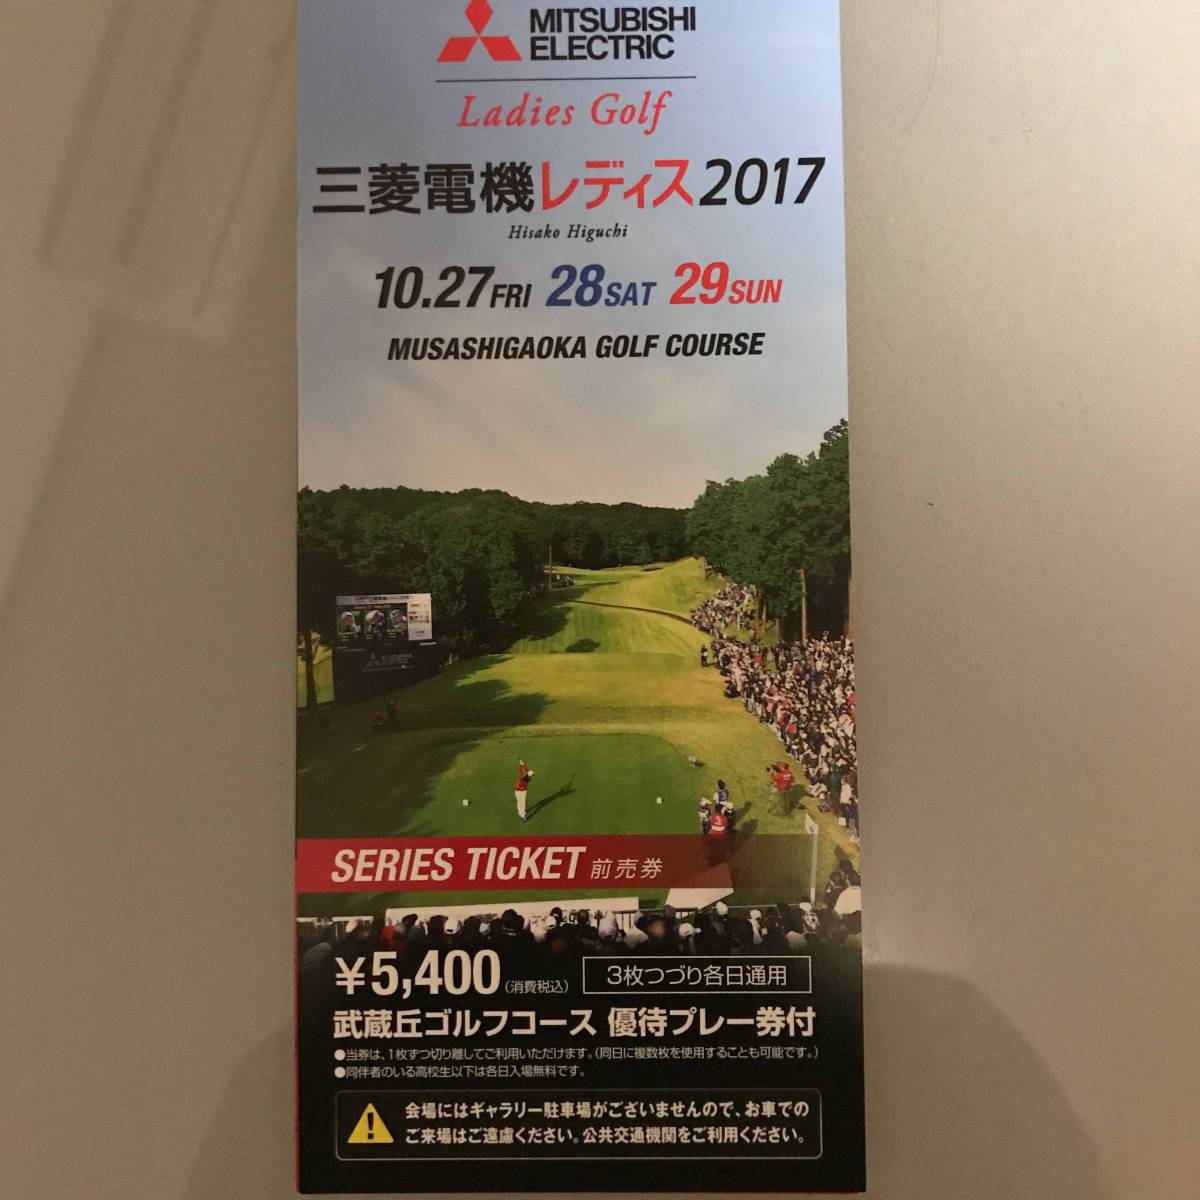 MITSUBISHI
ELECTRIC
Ladies Golf
三菱電機レディス2017
Hisako Higuchi
10.27FRI 28SAT 29SUN
MUSASHIGAOKA GOLF COURSE
SERIES TICKET 前売券
¥5,400(消費税込) 3枚つづり各日通用
武蔵丘ゴルフコース 優待プレー券付
●当券は、1枚ずつ切り離してご利用いただけます。(同日に複数枚を使用することも可能です。)
●同伴者のいる高校生以下は各日入場無料です。
会場にはギャラリー駐車場がございませんので、お車での
ご来場はご遠慮ください。公共交通機関をご利用ください。